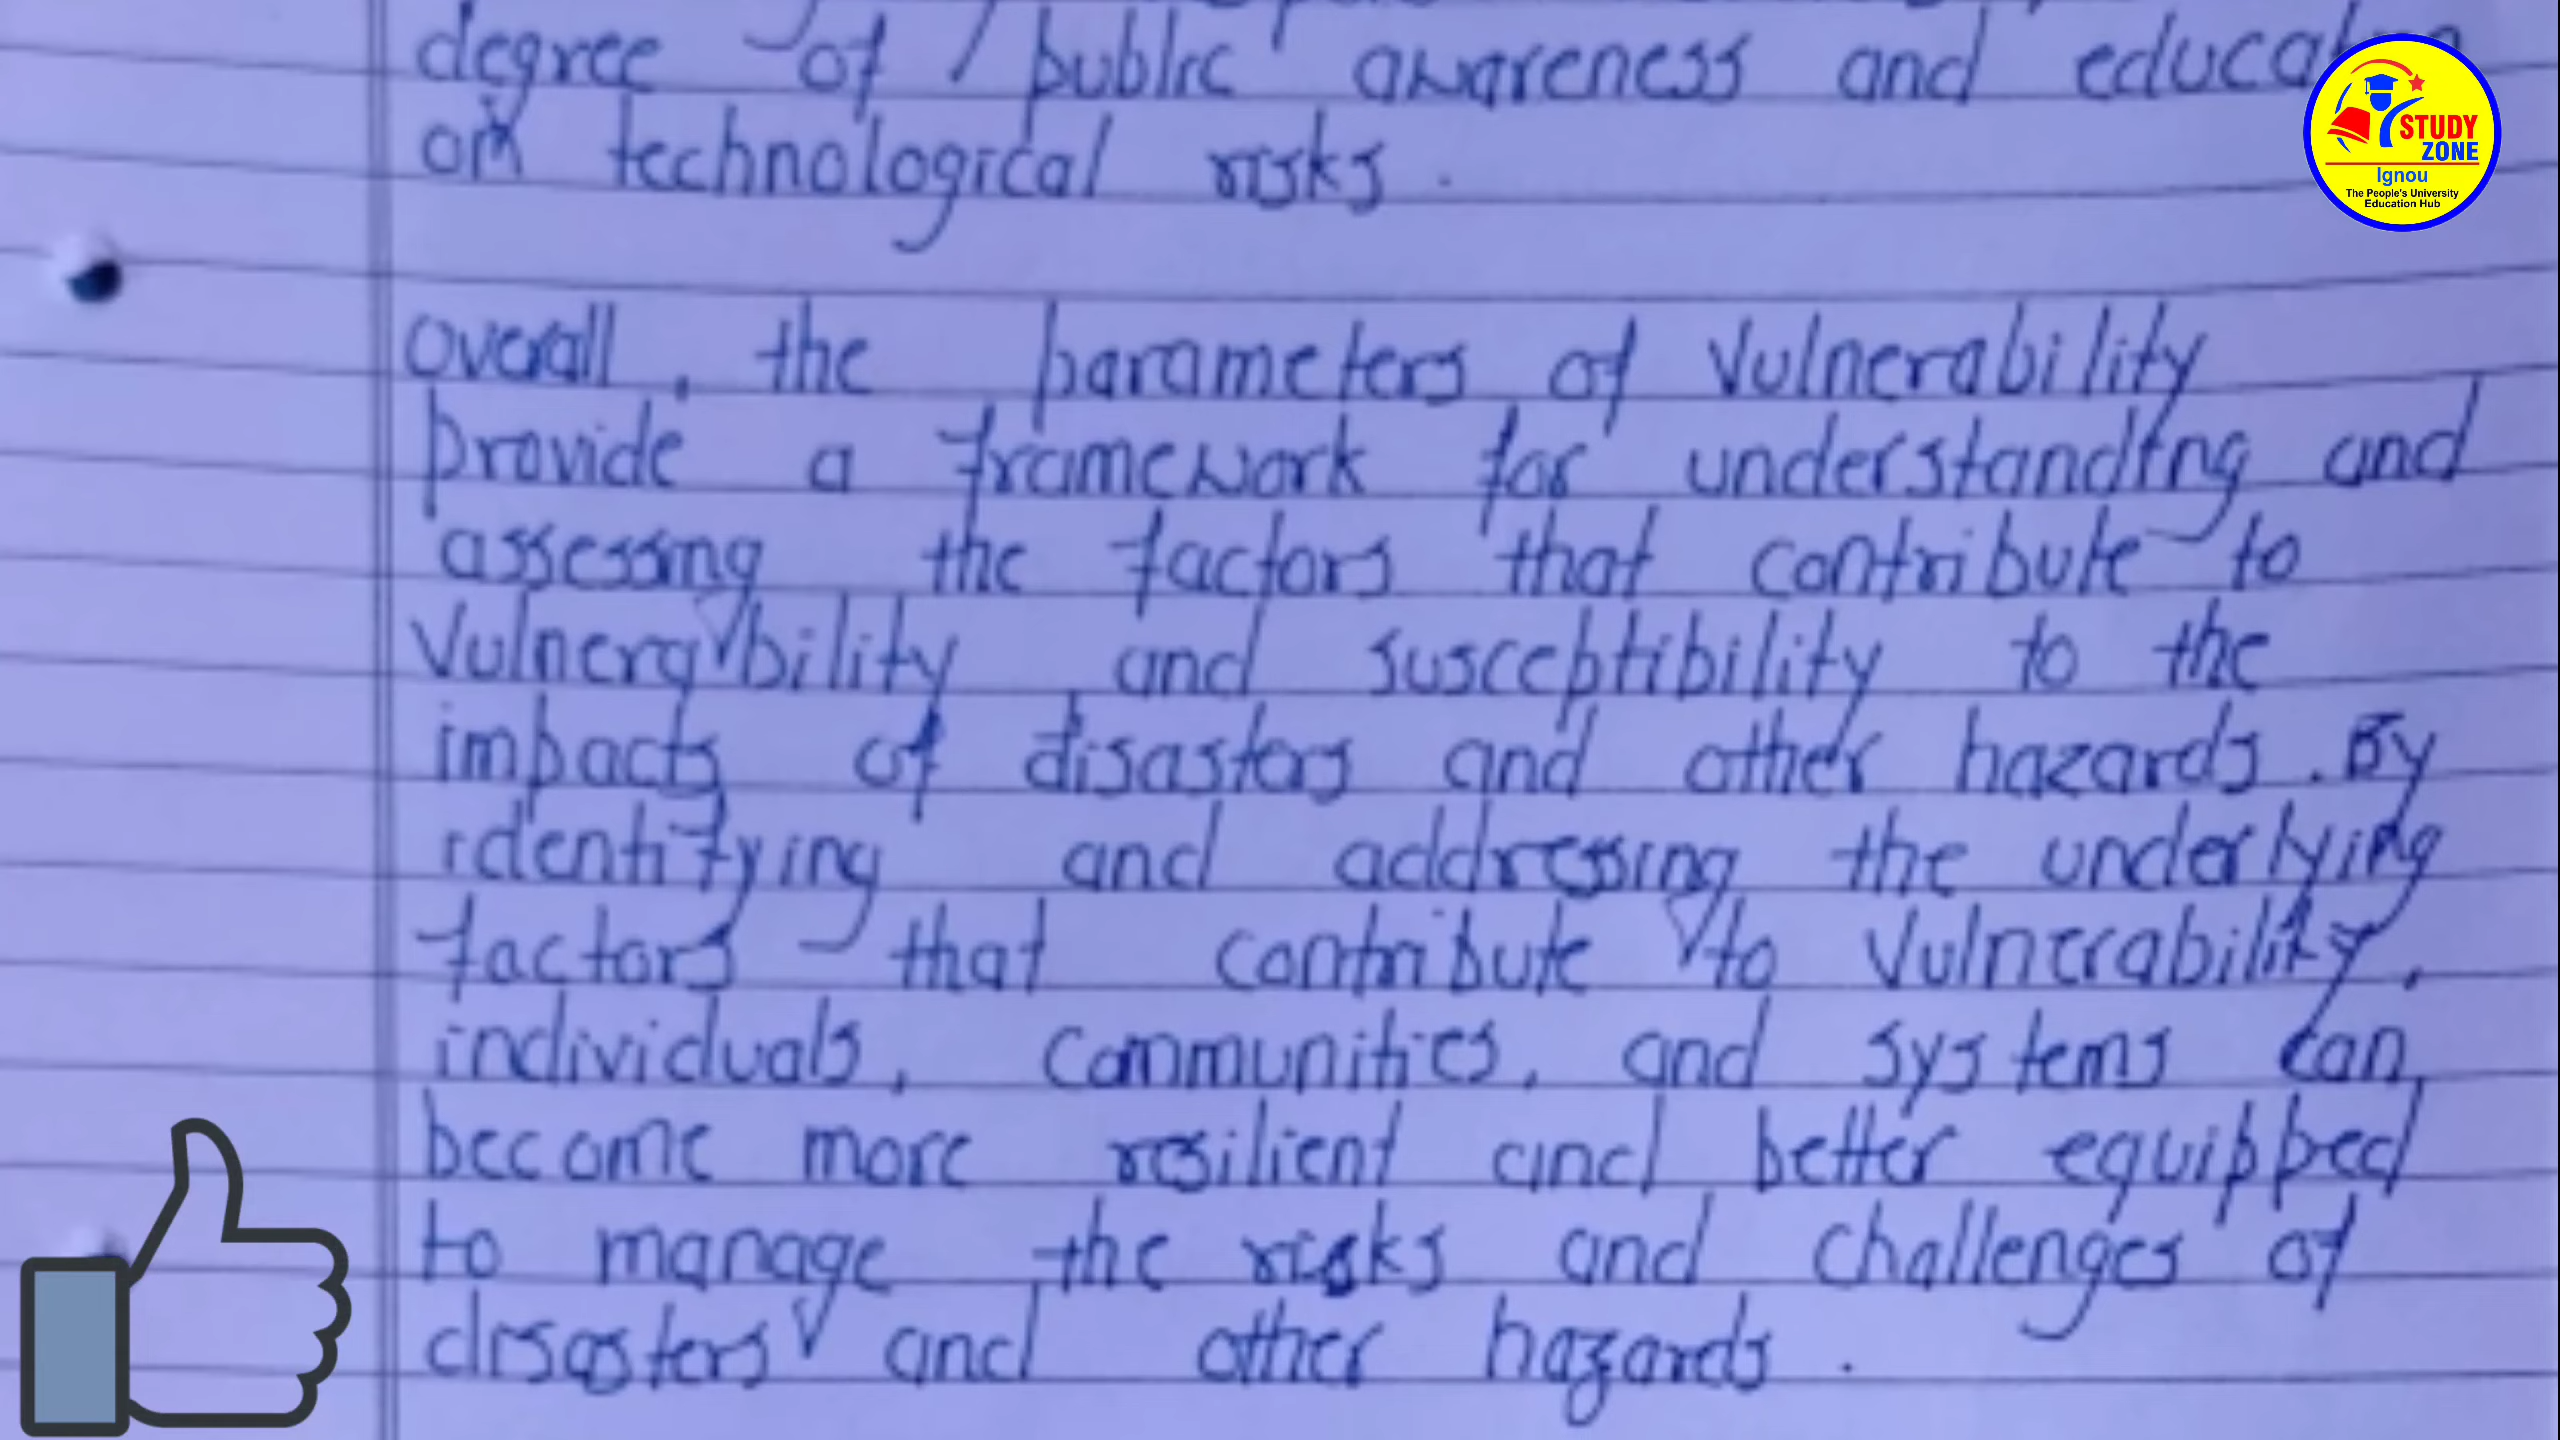 degree of public awareness and
on technological risks.
overall, the parameters of Vulnerability
provide a framework for understanding and
assessing the factors that contribute to
Vulnerability and susceptibility to the
impacts of disasters and other hazards. By
identifying and addressing the underlying
factors that contribute to Vulnerability,
individuals, communities, and systems can
become more resilient and better equipped
to manage the risks and challenges of
disasters and other hazards.
STUDY
ZONE
Ignou
The People's University
Education Hub